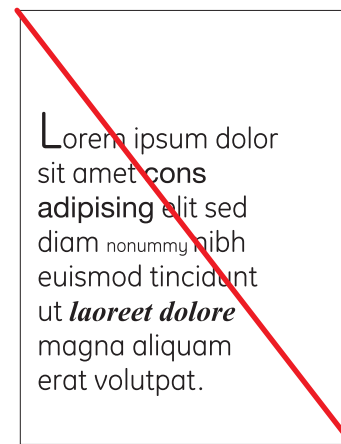 Lorem ipsum dolor
sit amet cons
adipising elit sed
diam nonummy nibh
euismod tincidunt
ut laoreet dolore
magna aliquam
erat volutpat.